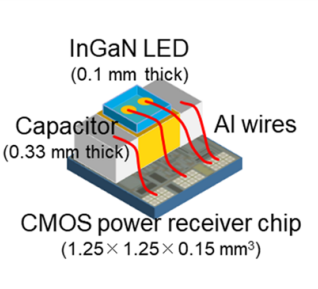 InGaN LED
(0.1 mm thick)
Capacitor
(0.33 mm thick)
Al wires
CMOS power receiver chip
(1.25×1.25×0.15 mm³)